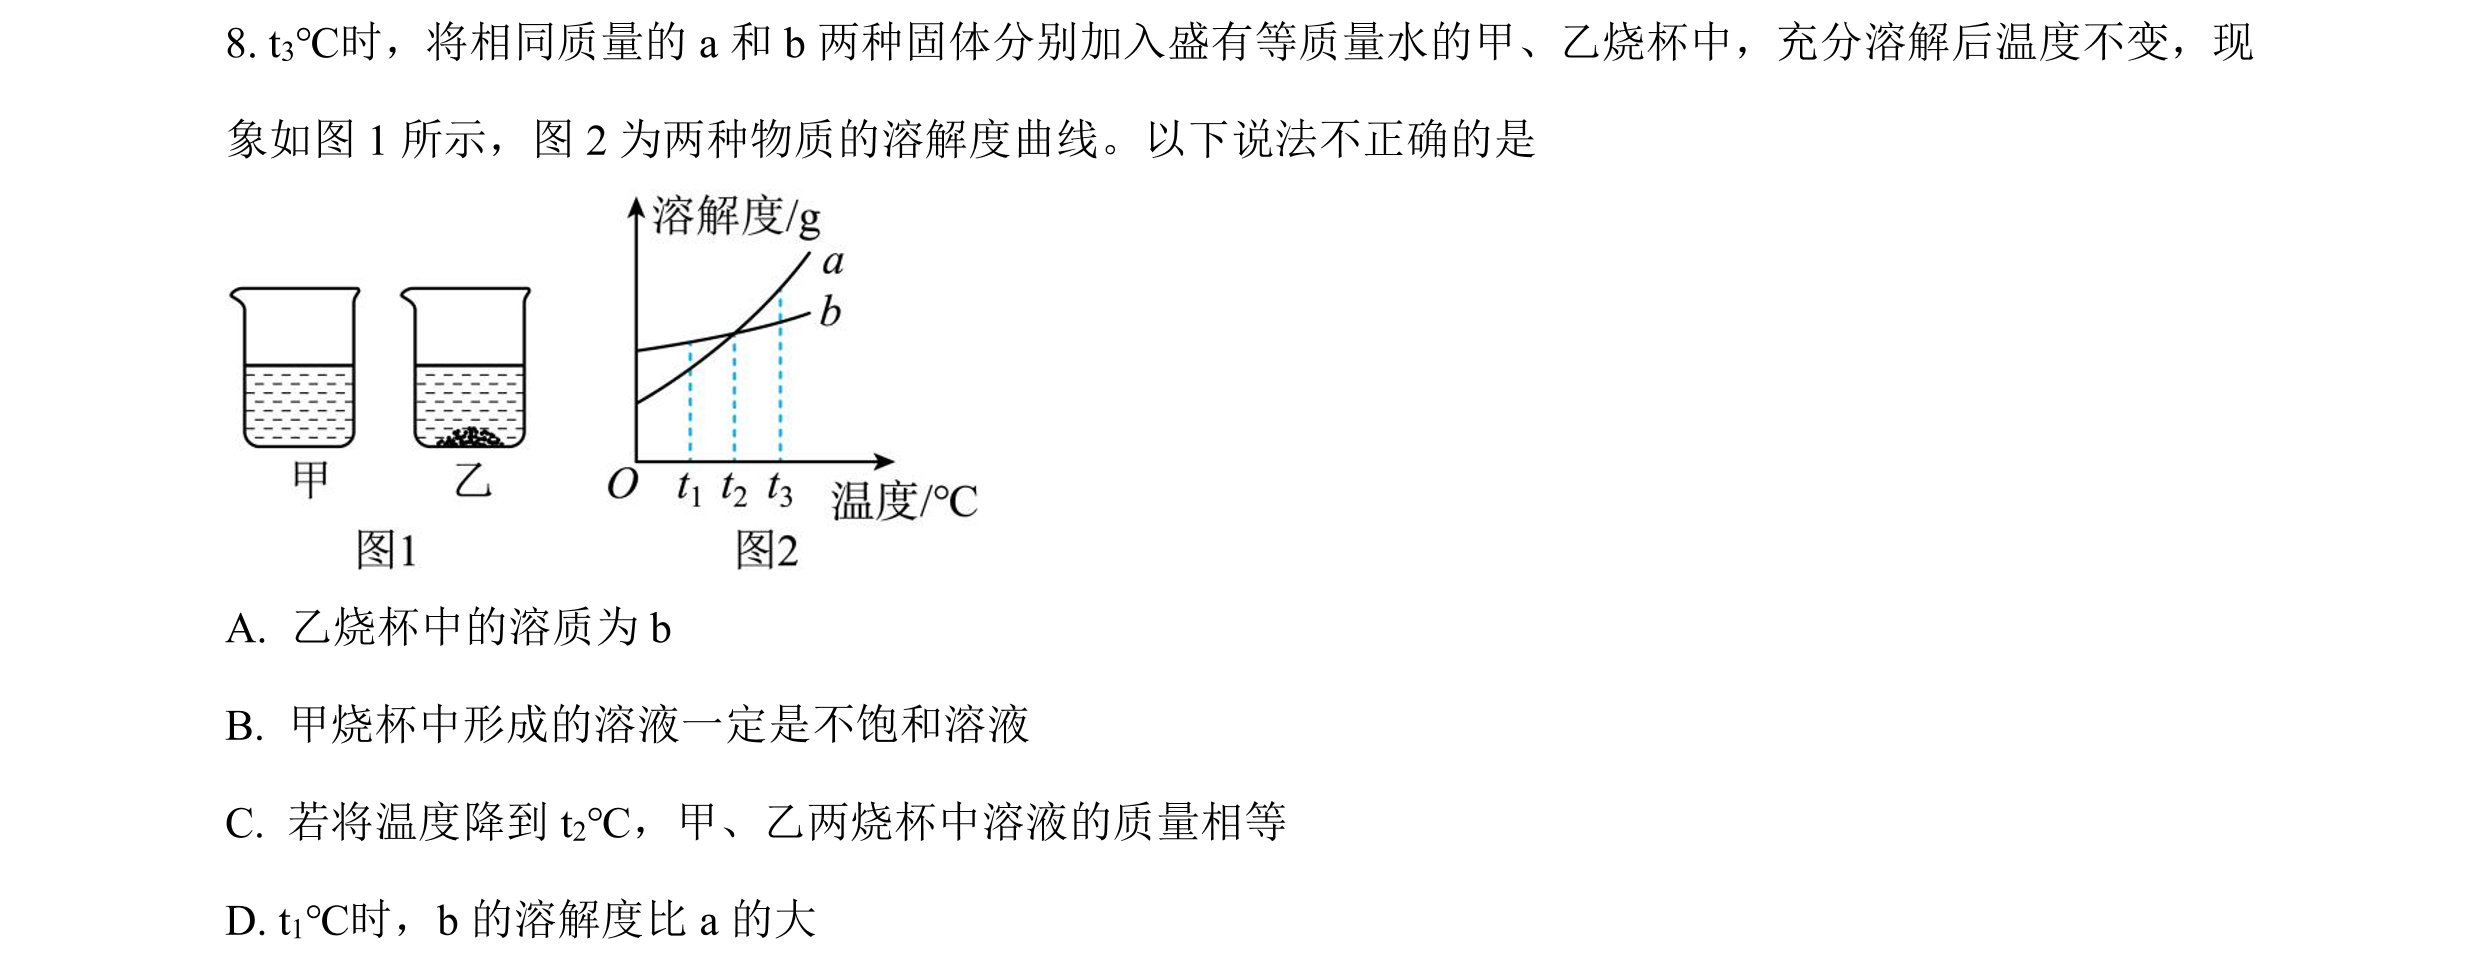 8. t₃℃时，将相同质量的 a 和 b 两种固体分别加入盛有等质量水的甲、乙烧杯中，充分溶解后温度不变，现
象如图 1 所示，图 2 为两种物质的溶解度曲线。以下说法不正确的是
溶解度/g
a
b
甲 乙
O t₁ t₂ t₃ 温度/℃
图1 图2
A. 乙烧杯中的溶质为 b
B. 甲烧杯中形成的溶液一定是不饱和溶液
C. 若将温度降到 t₂℃，甲、乙两烧杯中溶液的质量相等
D. t₁℃时，b 的溶解度比 a 的大